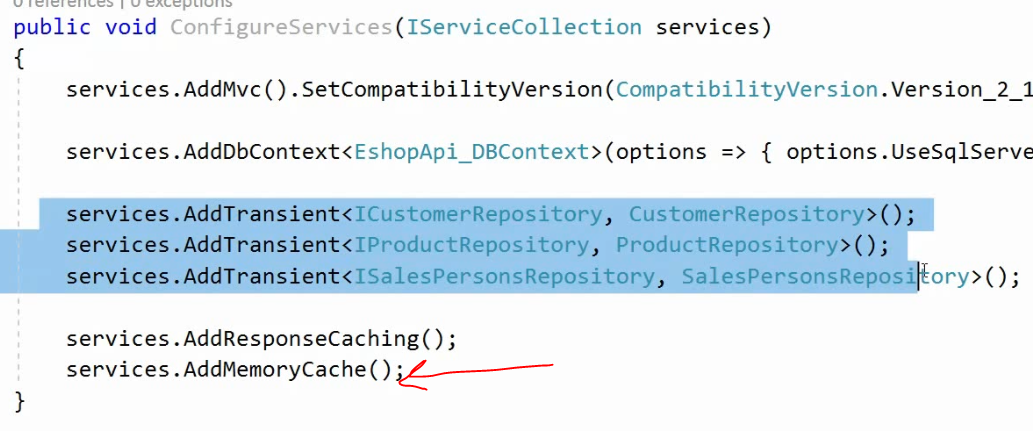 0 references | 0 exceptions
public void ConfigureServices(IServiceCollection services)
{
services.AddMvc().SetCompatibilityVersion(CompatibilityVersion.Version_2_1
services.AddDbContext<EshopApi_DBContext>(options => { options.UseSqlServe
services.AddTransient<ICustomerRepository, CustomerRepository>();
services.AddTransient<IProductRepository, ProductRepository>();
services.AddTransient<ISalesPersonsRepository, SalesPersonsRepository>();
services.AddResponseCaching();
services.AddMemoryCache();
}